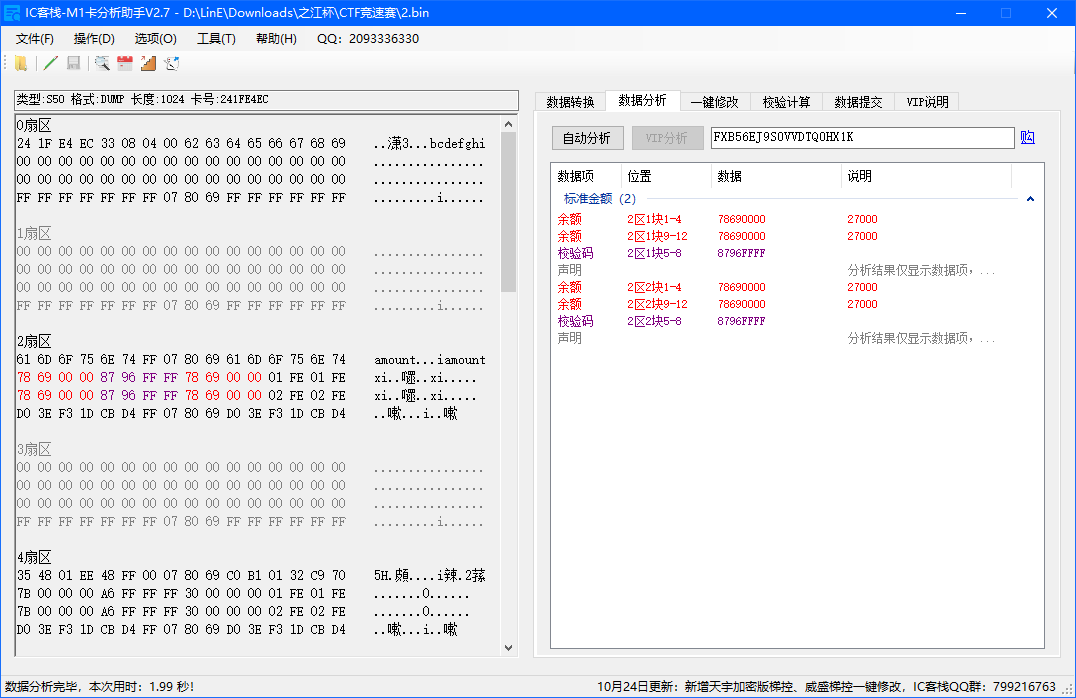 IC客栈-M1卡分析助手V2.7 - D:\LinE\Downloads\之江杯\CTF竞速赛\2.bin
文件(F) 操作(D) 选项(O) 工具(T) 帮助(H) QQ：2093336330
类型:S50 格式:DUMP 长度:1024 卡号:241FE4EC
0扇区
24 1F E4 EC 33 08 04 00 62 63 64 65 66 67 68 69 ..潇3...bcdefghi
00 00 00 00 00 00 00 00 00 00 00 00 00 00 00 00 ................
00 00 00 00 00 00 00 00 00 00 00 00 00 00 00 00 ................
FF FF FF FF FF FF FF 07 80 69 FF FF FF FF FF FF .........i......
1扇区
00 00 00 00 00 00 00 00 00 00 00 00 00 00 00 00 ................
00 00 00 00 00 00 00 00 00 00 00 00 00 00 00 00 ................
00 00 00 00 00 00 00 00 00 00 00 00 00 00 00 00 ................
FF FF FF FF FF FF FF 07 80 69 FF FF FF FF FF FF .........i......
2扇区
61 6D 6F 75 6E 74 FF 07 80 69 61 6D 6F 75 6E 74 amount...iamount
78 69 00 00 87 96 FF FF 78 69 00 00 01 FE 01 FE xi..嚃..xi.....
78 69 00 00 87 96 FF FF 78 69 00 00 02 FE 02 FE xi..嚃..xi.....
D0 3E F3 1D CB D4 FF 07 80 69 D0 3E F3 1D CB D4 ..嗽...i..嗽
3扇区
00 00 00 00 00 00 00 00 00 00 00 00 00 00 00 00 ................
00 00 00 00 00 00 00 00 00 00 00 00 00 00 00 00 ................
00 00 00 00 00 00 00 00 00 00 00 00 00 00 00 00 ................
FF FF FF FF FF FF FF 07 80 69 FF FF FF FF FF FF .........i......
4扇区
35 48 01 EE 48 FF 00 07 80 69 C0 B1 01 32 C9 70 5H.頗....i辣.2蓀
7B 00 00 00 A6 FF FF FF 30 00 00 00 01 FE 01 FE .......0......
7B 00 00 00 A6 FF FF FF 30 00 00 00 02 FE 02 FE .......0......
D0 3E F3 1D CB D4 FF 07 80 69 D0 3E F3 1D CB D4 ..嗽...i..嗽
数据转换 数据分析 一键修改 校验计算 数据提交 VIP说明
自动分析 VIP分析 FXB56EJ9S0VVDTQ0HX1K 购
数据项 位置 数据 说明
标准金额 (2)
余额 2区1块1-4 78690000 27000
余额 2区1块9-12 78690000 27000
校验码 2区1块5-8 8796FFFF
声明 分析结果仅显示数据项，...
余额 2区2块1-4 78690000 27000
余额 2区2块9-12 78690000 27000
校验码 2区2块5-8 8796FFFF
声明 分析结果仅显示数据项，...
数据分析完毕，本次用时：1.99 秒！ 10月24日更新：新增天宇加密版梯控、威盛梯控一键修改，IC客栈QQ群：799216763